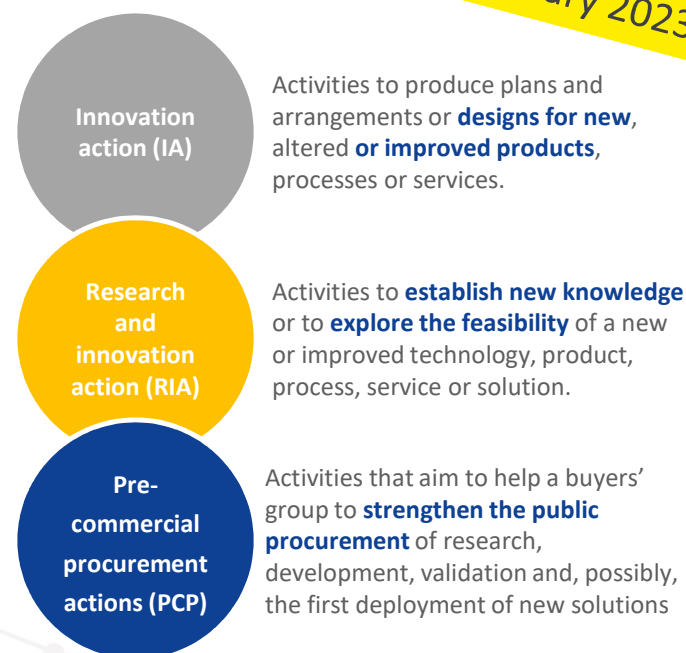 2023
Innovation
action (IA)
Activities to produce plans and
arrangements or designs for new,
altered or improved products,
processes or services.
Research
and
innovation
action (RIA)
Activities to establish new knowledge
or to explore the feasibility of a new
or improved technology, product,
process, service or solution.
Pre-
commercial
procurement
actions (PCP)
Activities that aim to help a buyers’
group to strengthen the public
procurement of research,
development, validation and, possibly,
the first deployment of new solutions